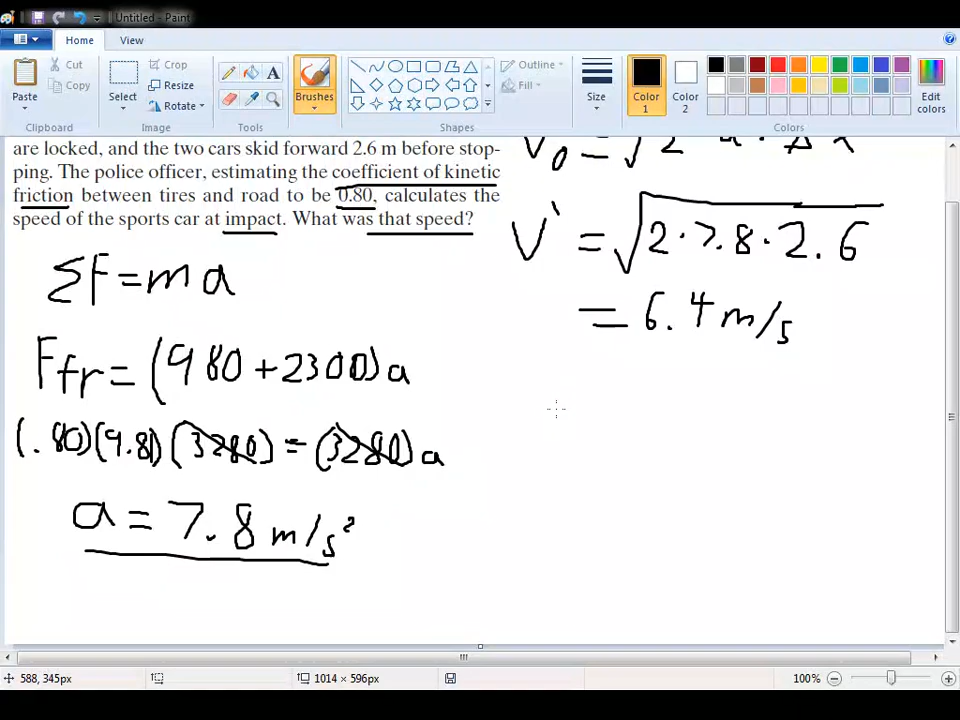 Untitled - Paint
Home View
Paste
Select
Crop
Resize
Rotate
A
Brushes
Outline
Fill
Size
Color 1
Color 2
Edit colors
Cut
Copy
Clipboard
Image
Tools
Shapes
Colors
are locked, and the two cars skid forward 2.6 m before stop-
ping. The police officer, estimating the coefficient of kinetic
friction between tires and road to be 0.80, calculates the
speed of the sports car at impact. What was that speed?
ΣF = ma
Ffr = (980 + 2300) a
(.80)(9.8)(3280) = (3280) a
a = 7.8 m/s²
V₀ = √2 a · Δx
V' = √2·7.8·2.6
= 6.4 m/s
588, 345px
1014 × 596px
100%